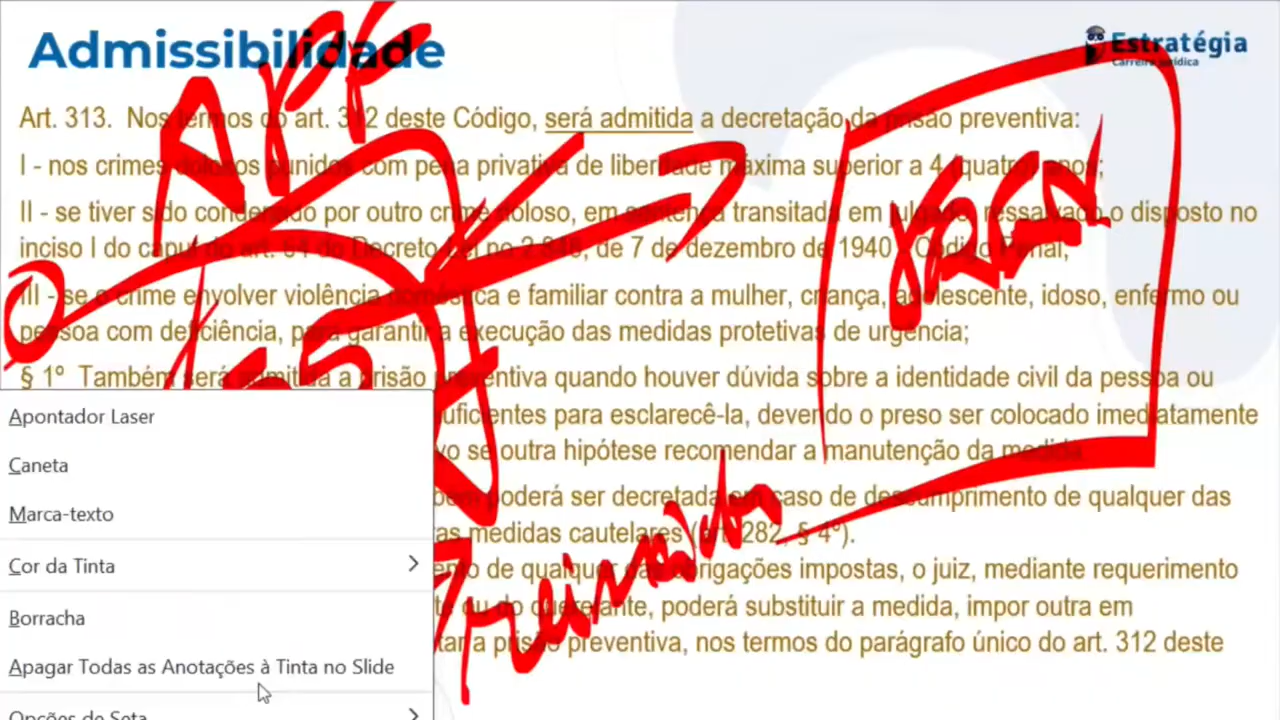 Admissibilidade
Estratégia
Carreira Jurídica
Art. 313. Nos termos do art. 312 deste Código, será admitida a decretação da prisão preventiva:
I - nos crimes dolosos punidos com pena privativa de liberdade máxima superior a 4 (quatro) anos;
II - se tiver sido condenado por outro crime doloso, em sentença transitada em julgado, ressalvado o disposto no
inciso I do caput do art. 64 do Decreto-Lei no 2.848, de 7 de dezembro de 1940 - Código Penal;
III - se o crime envolver violência doméstica e familiar contra a mulher, criança, adolescente, idoso, enfermo ou
pessoa com deficiência, para garantir a execução das medidas protetivas de urgência;
§ 1º Também será admitida a prisão preventiva quando houver dúvida sobre a identidade civil da pessoa ou
suficientes para esclarecê-la, devendo o preso ser colocado imediatamente
vo se outra hipótese recomendar a manutenção da medida
poderá ser decretada em caso de descumprimento de qualquer das
as medidas cautelares (art. 282, § 4º).
de qualquer das obrigações impostas, o juiz, mediante requerimento
ou do querelante, poderá substituir a medida, impor outra em
a prisão preventiva, nos termos do parágrafo único do art. 312 deste
Apontador Laser
Caneta
Marca-texto
Cor da Tinta
Borracha
Apagar Todas as Anotações à Tinta no Slide
Opções de Seta